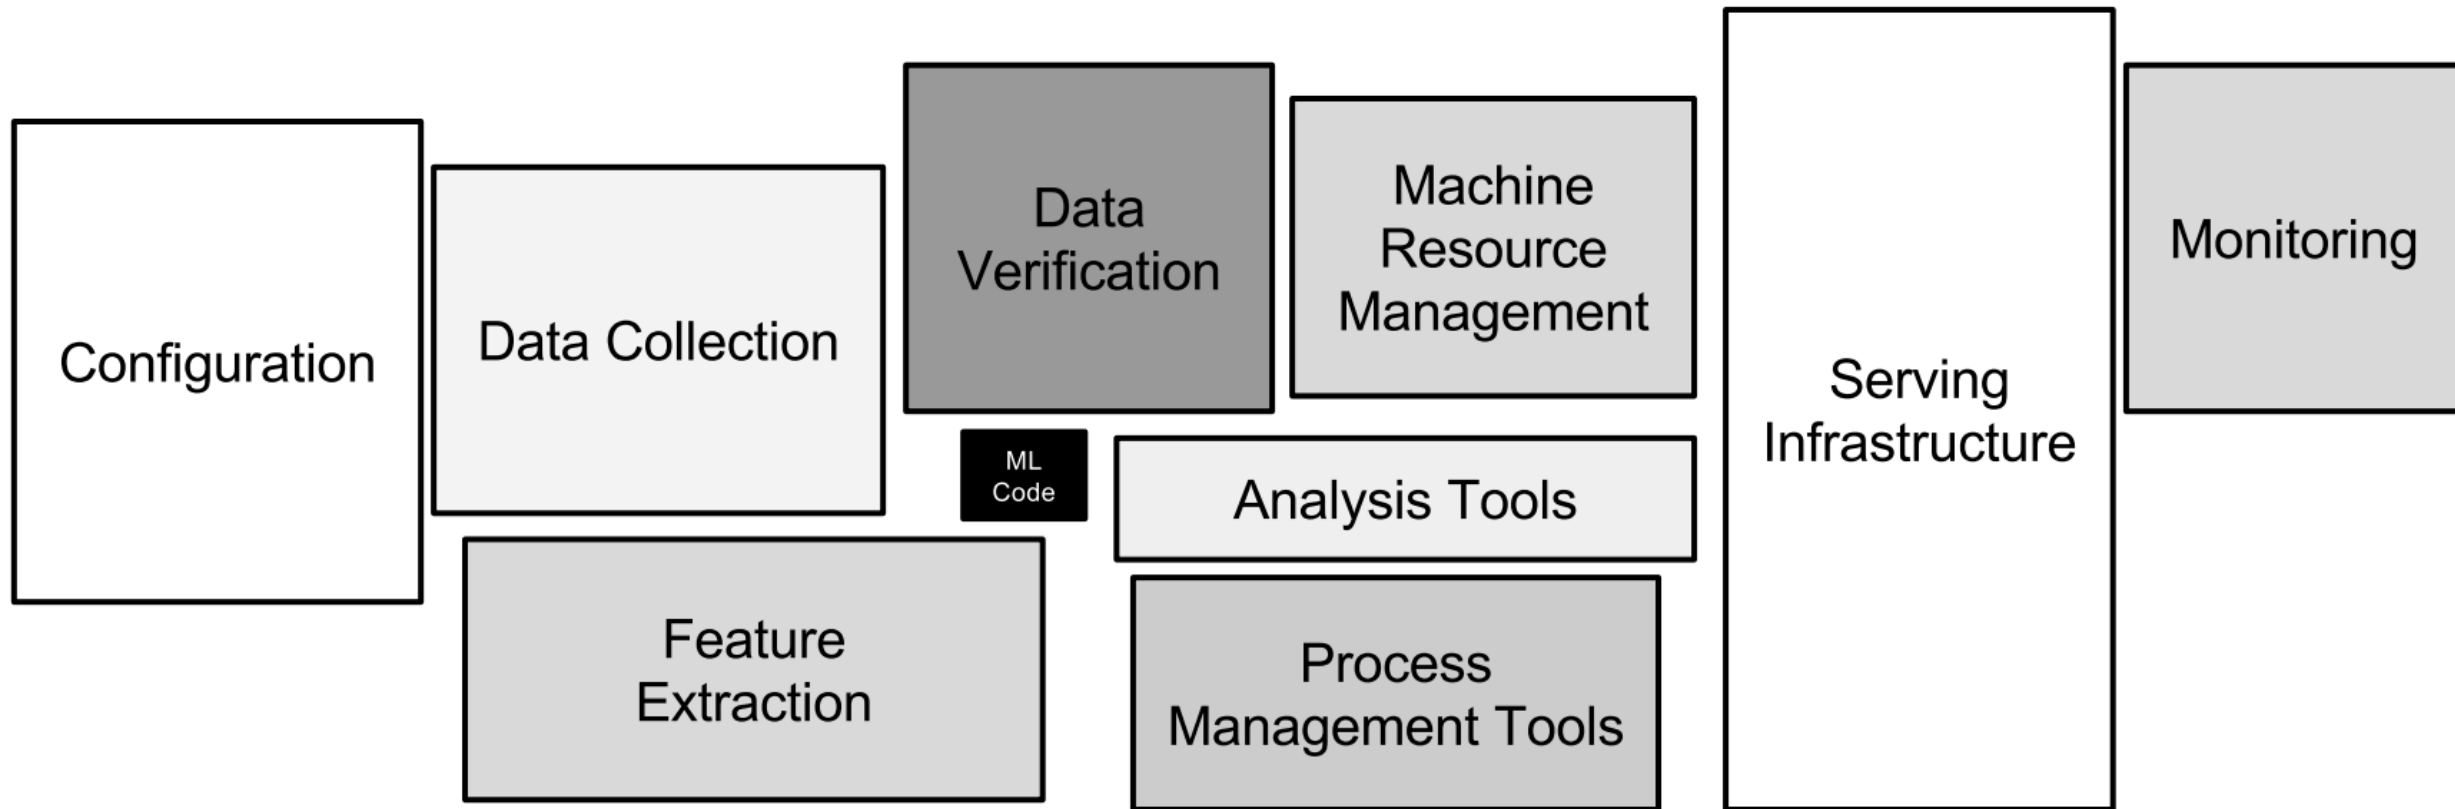 Configuration
Data Collection
Data
Verification
Machine
Resource
Management
Serving
Infrastructure
Monitoring
ML
Code
Analysis Tools
Feature
Extraction
Process
Management Tools